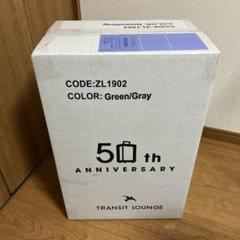 CODE:ZL1902
COLOR: Green/Gray
50th
ANNIVERSARY
TRANSIT LOUNGE